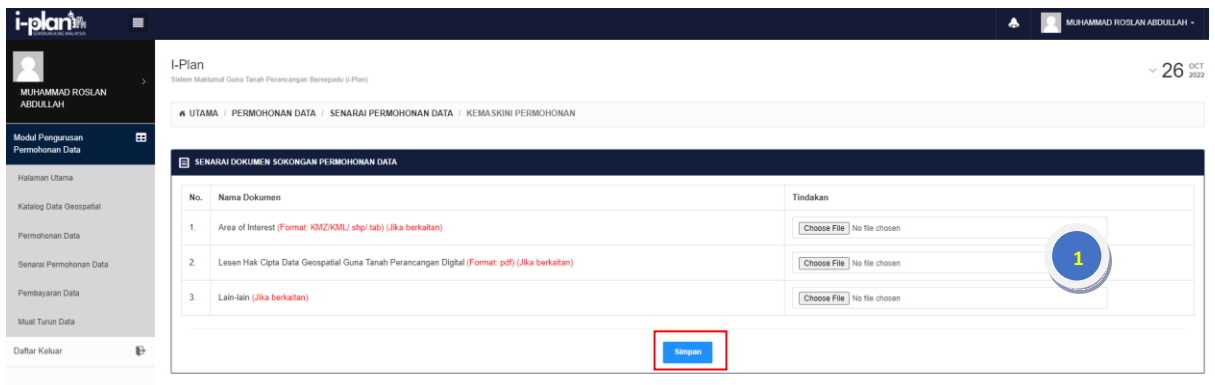 i-plan
SEMENANJUNG MALAYSIA
MUHAMMAD ROSLAN ABDULLAH
MUHAMMAD ROSLAN
ABDULLAH
I-Plan
Sistem Maklumat Guna Tanah Perancangan Bersepadu (i-Plan)
26 OCT 2022
UTAMA / PERMOHONAN DATA / SENARAI PERMOHONAN DATA / KEMASKINI PERMOHONAN
Modul Pengurusan
Permohonan Data
Halaman Utama
Katalog Data Geospatial
Permohonan Data
Senarai Permohonan Data
Pembayaran Data
Muat Turun Data
Daftar Keluar
SENARAI DOKUMEN SOKONGAN PERMOHONAN DATA
No. Nama Dokumen Tindakan
1. Area of Interest (Format: KMZ/KML/.shp/.tab) (Jika berkaitan) Choose File No file chosen
2. Lesen Hak Cipta Data Geospatial Guna Tanah Perancangan Digital (Format: pdf) (Jika berkaitan) Choose File No file chosen
1
3. Lain-lain (Jika berkaitan) Choose File No file chosen
Simpan